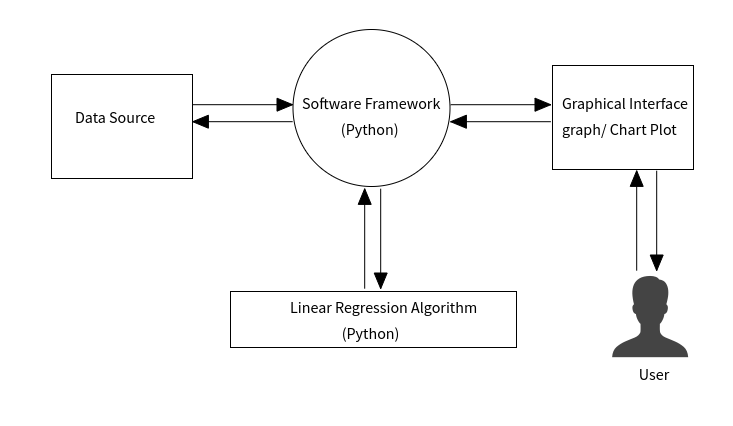 Data Source
Software Framework
(Python)
Graphical Interface
graph/ Chart Plot
Linear Regression Algorithm
(Python)
User